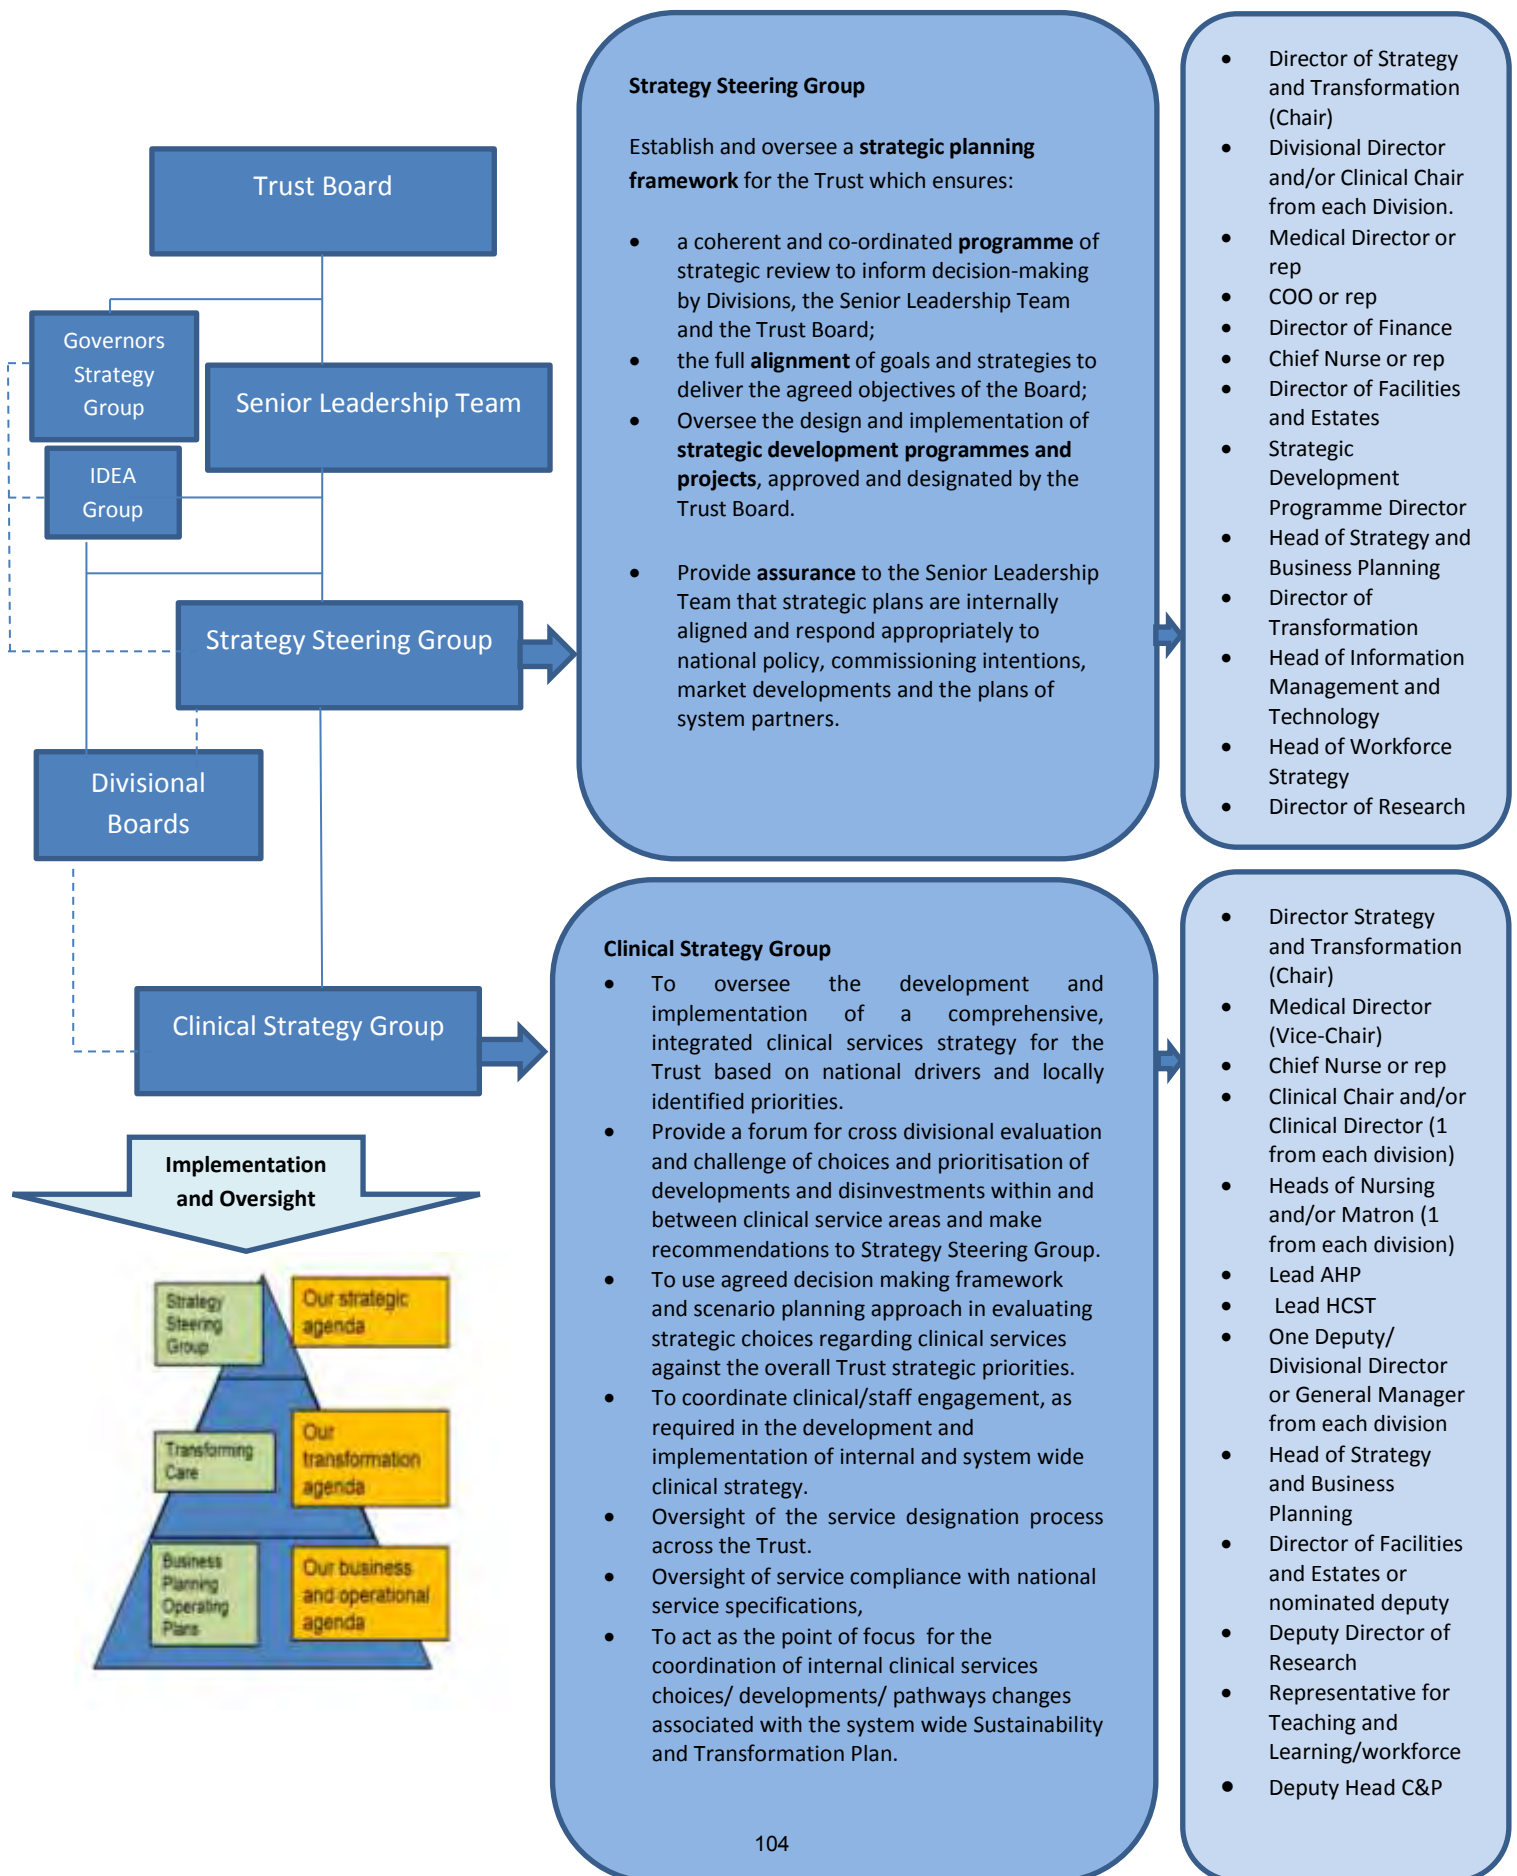 Trust Board
Governors
Strategy
Group
Senior Leadership Team
IDEA
Group
Strategy Steering Group
Divisional
Boards
Clinical Strategy Group
Implementation
and Oversight
Strategy
Steering
Group
Our strategic
agenda
Transforming
Care
Our
transformation
agenda
Business
Planning
Operating
Plans
Our business
and operational
agenda
Strategy Steering Group
Establish and oversee a strategic planning
framework for the Trust which ensures:
• a coherent and co-ordinated programme of
strategic review to inform decision-making
by Divisions, the Senior Leadership Team
and the Trust Board;
• the full alignment of goals and strategies to
deliver the agreed objectives of the Board;
• Oversee the design and implementation of
strategic development programmes and
projects, approved and designated by the
Trust Board.
• Provide assurance to the Senior Leadership
Team that strategic plans are internally
aligned and respond appropriately to
national policy, commissioning intentions,
market developments and the plans of
system partners.
• Director of Strategy
and Transformation
(Chair)
• Divisional Director
and/or Clinical Chair
from each Division.
• Medical Director or
rep
• COO or rep
• Director of Finance
• Chief Nurse or rep
• Director of Facilities
and Estates
• Strategic
Development
Programme Director
• Head of Strategy and
Business Planning
• Director of
Transformation
• Head of Information
Management and
Technology
• Head of Workforce
Strategy
• Director of Research
Clinical Strategy Group
• To oversee the development and
implementation of a comprehensive,
integrated clinical services strategy for the
Trust based on national drivers and locally
identified priorities.
• Provide a forum for cross divisional evaluation
and challenge of choices and prioritisation of
developments and disinvestments within and
between clinical service areas and make
recommendations to Strategy Steering Group.
• To use agreed decision making framework
and scenario planning approach in evaluating
strategic choices regarding clinical services
against the overall Trust strategic priorities.
• To coordinate clinical/staff engagement, as
required in the development and
implementation of internal and system wide
clinical strategy.
• Oversight of the service designation process
across the Trust.
• Oversight of service compliance with national
service specifications,
• To act as the point of focus for the
coordination of internal clinical services
choices/ developments/ pathways changes
associated with the system wide Sustainability
and Transformation Plan.
• Director Strategy
and Transformation
(Chair)
• Medical Director
(Vice-Chair)
• Chief Nurse or rep
• Clinical Chair and/or
Clinical Director (1
from each division)
• Heads of Nursing
and/or Matron (1
from each division)
• Lead AHP
• Lead HCST
• One Deputy/
Divisional Director
or General Manager
from each division
• Head of Strategy
and Business
Planning
• Director of Facilities
and Estates or
nominated deputy
• Deputy Director of
Research
• Representative for
Teaching and
Learning/workforce
• Deputy Head C&P
104